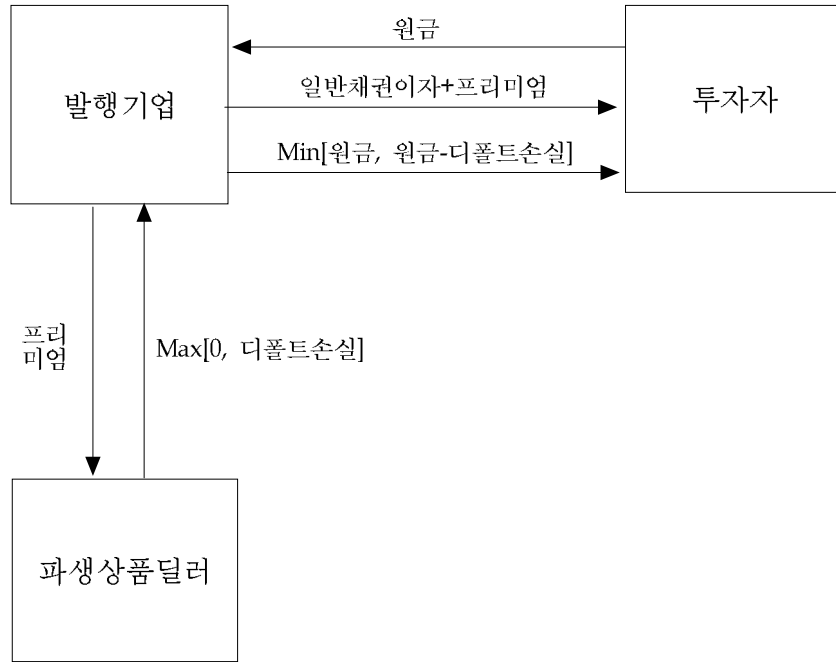 원금
발행기업
일반채권이자+프리미엄
투자자
Min[원금, 원금-디폴트손실]
프리
미엄
Max[0, 디폴트손실]
파생상품딜러